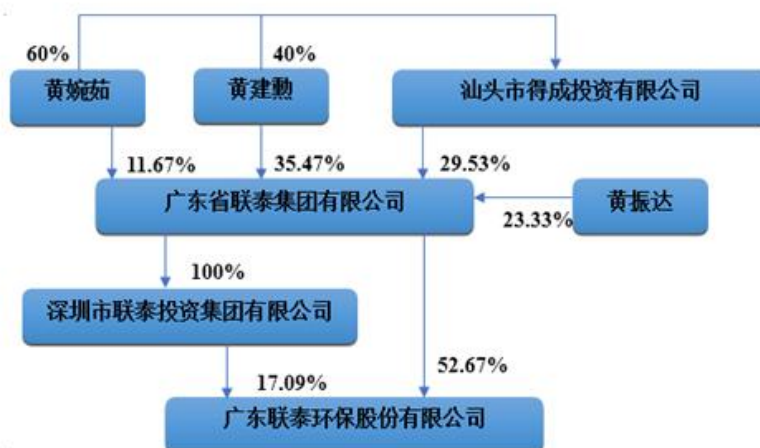 60%
40%
黄婉茹
黄建勲
汕头市得成投资有限公司
11.67%
35.47%
29.53%
广东省联泰集团有限公司
黄振达
23.33%
100%
深圳市联泰投资集团有限公司
52.67%
17.09%
广东联泰环保股份有限公司